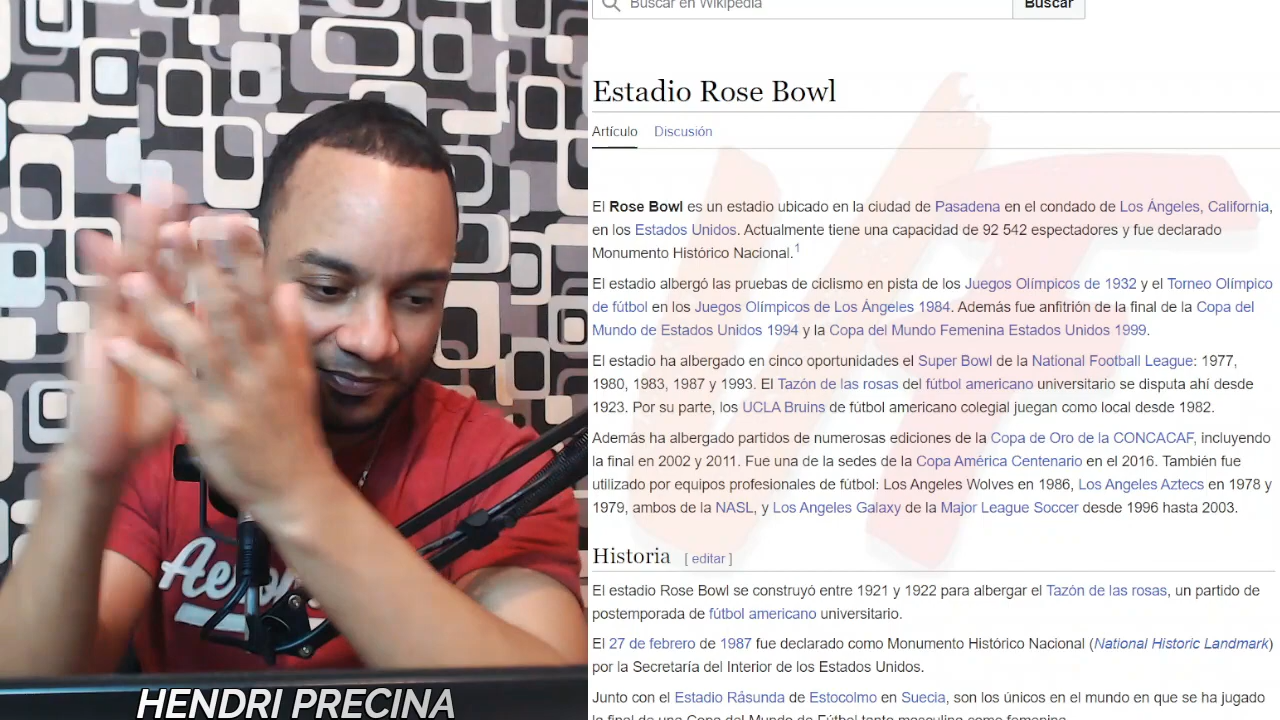 Buscar en Wikipedia
Buscar
Estadio Rose Bowl
Artículo Discusión
El Rose Bowl es un estadio ubicado en la ciudad de Pasadena en el condado de Los Ángeles, California,
en los Estados Unidos. Actualmente tiene una capacidad de 92 542 espectadores y fue declarado
Monumento Histórico Nacional.1
El estadio albergó las pruebas de ciclismo en pista de los Juegos Olímpicos de 1932 y el Torneo Olímpico
de fútbol en los Juegos Olímpicos de Los Ángeles 1984. Además fue anfitrión de la final de la Copa del
Mundo de Estados Unidos 1994 y la Copa del Mundo Femenina Estados Unidos 1999.
El estadio ha albergado en cinco oportunidades el Super Bowl de la National Football League: 1977,
1980, 1983, 1987 y 1993. El Tazón de las rosas del fútbol americano universitario se disputa ahí desde
1923. Por su parte, los UCLA Bruins de fútbol americano colegial juegan como local desde 1982.
Además ha albergado partidos de numerosas ediciones de la Copa de Oro de la CONCACAF, incluyendo
la final en 2002 y 2011. Fue una de la sedes de la Copa América Centenario en el 2016. También fue
utilizado por equipos profesionales de fútbol: Los Angeles Wolves en 1986, Los Angeles Aztecs en 1978 y
1979, ambos de la NASL, y Los Angeles Galaxy de la Major League Soccer desde 1996 hasta 2003.
Historia [ editar ]
El estadio Rose Bowl se construyó entre 1921 y 1922 para albergar el Tazón de las rosas, un partido de
postemporada de fútbol americano universitario.
El 27 de febrero de 1987 fue declarado como Monumento Histórico Nacional (National Historic Landmark)
por la Secretaría del Interior de los Estados Unidos.
Junto con el Estadio Råsunda de Estocolmo en Suecia, son los únicos en el mundo en que se ha jugado
la final de una Copa del Mundo de Fútbol tanto masculino como femenina.
HENDRI PRECINA